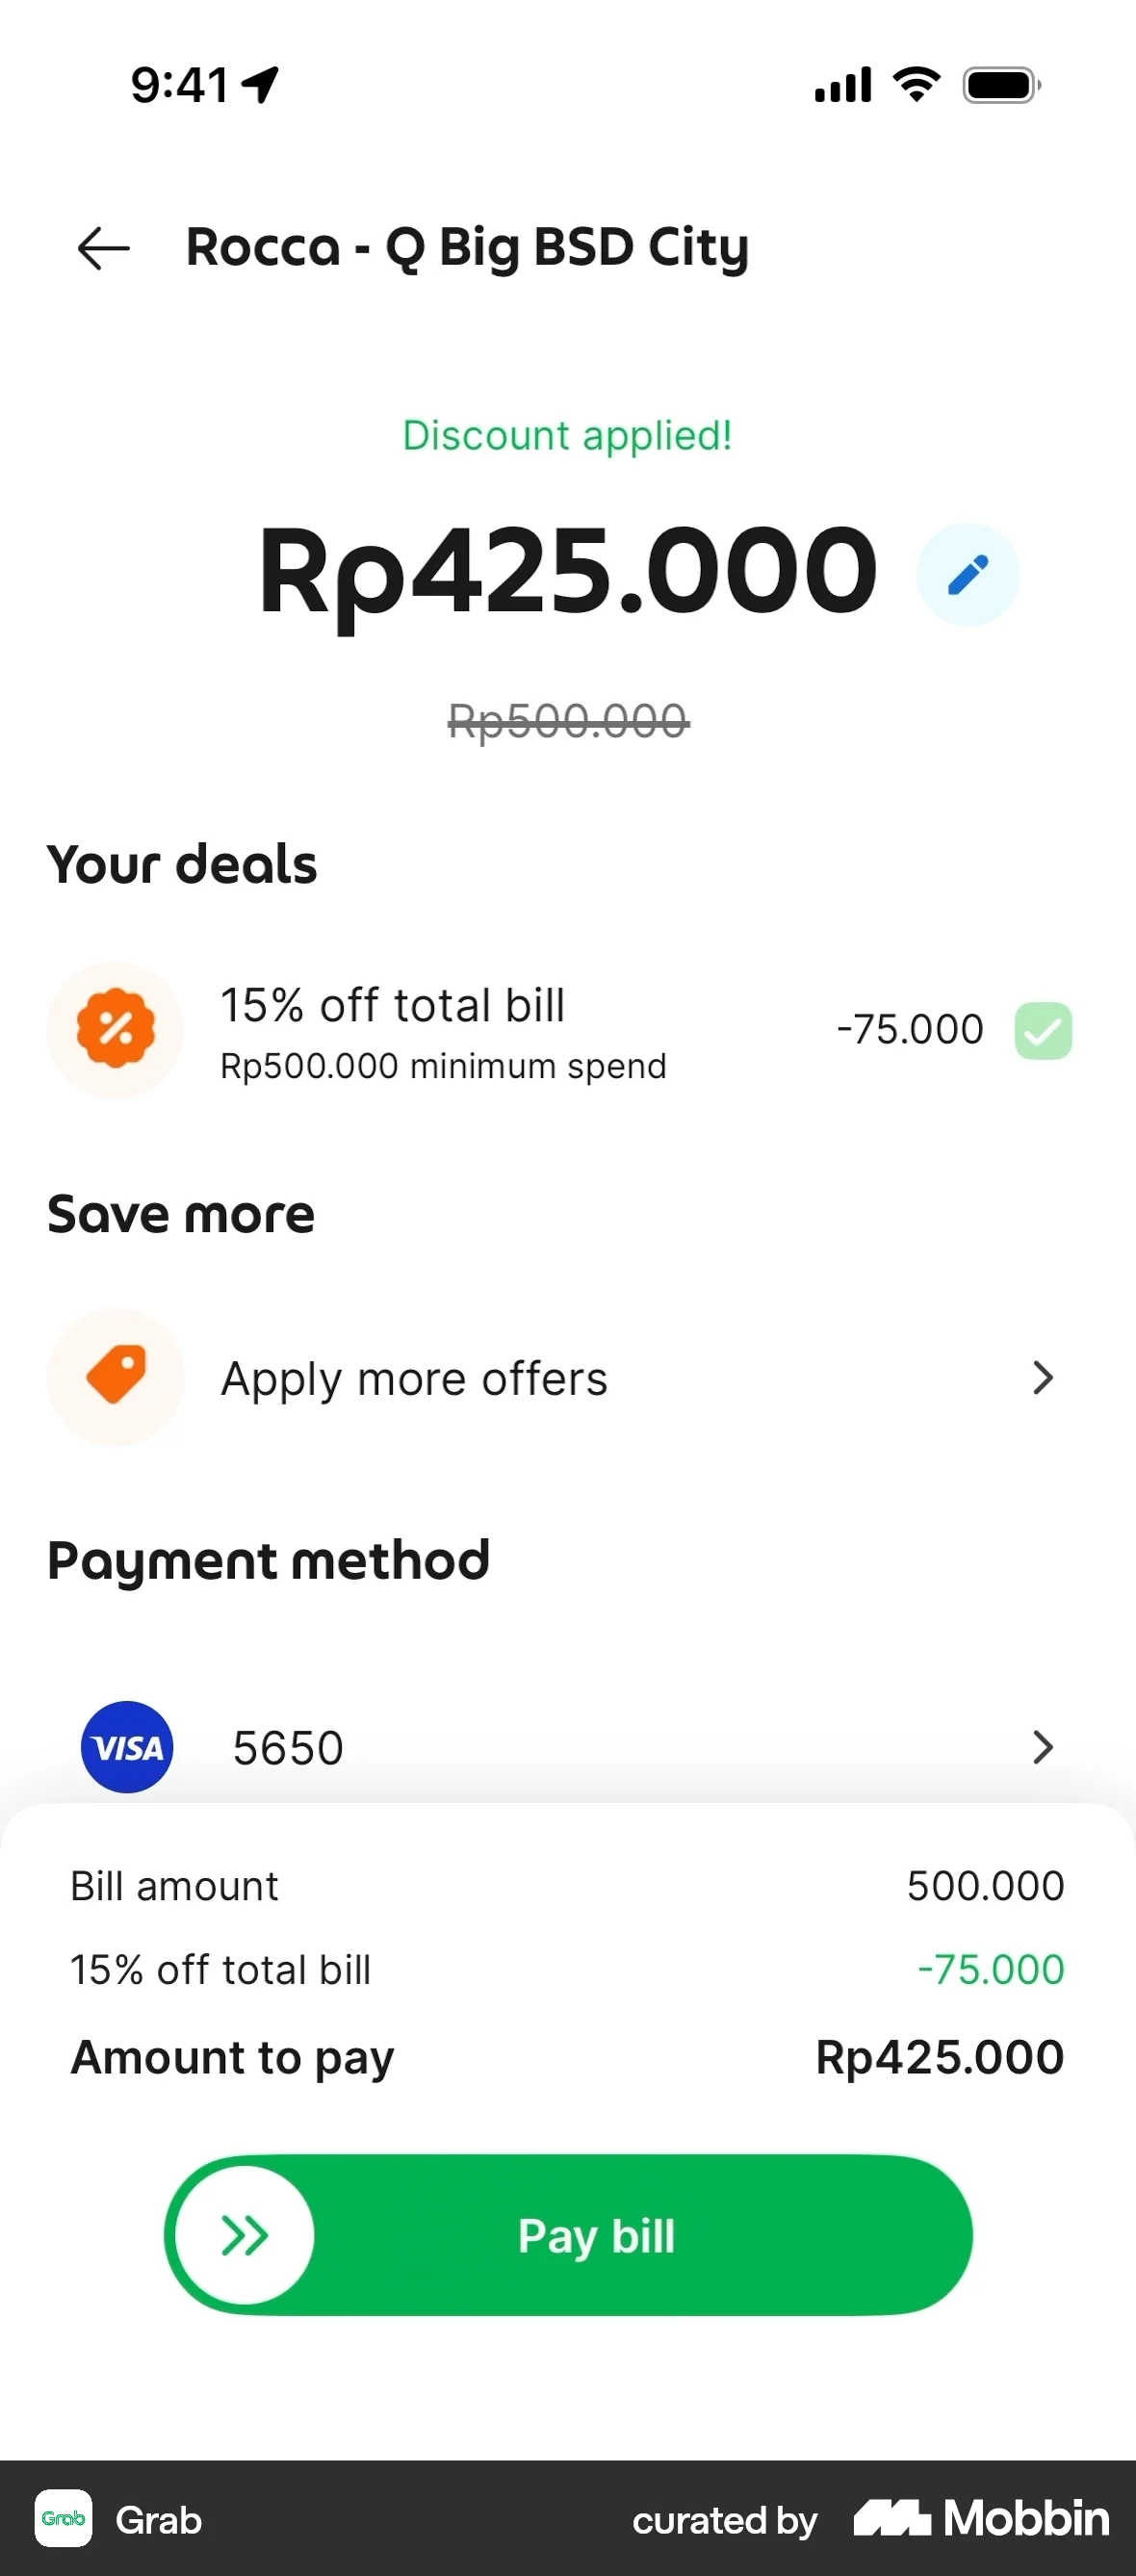 9:41
Rocca - Q Big BSD City
Discount applied!
Rp425.000
Rp500.000
Your deals
15% off total bill
Rp500.000 minimum spend
-75.000
Save more
Apply more offers
Payment method
VISA
5650
Bill amount
500.000
15% off total bill
-75.000
Amount to pay
Rp425.000
Pay bill
Grab
Grab
curated by
Mobbin